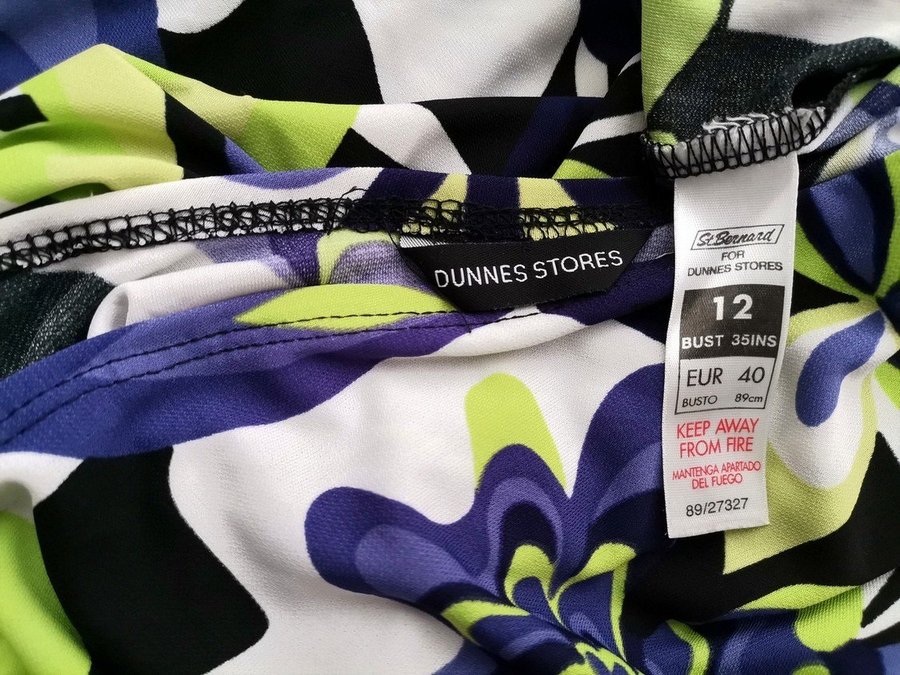 DUNNES STORES
St Bernard
FOR
DUNNES STORES
12
BUST 35INS
EUR 40
BUSTO 89cm
KEEP AWAY
FROM FIRE
MANTENGA APARTADO
DEL FUEGO
89/27327